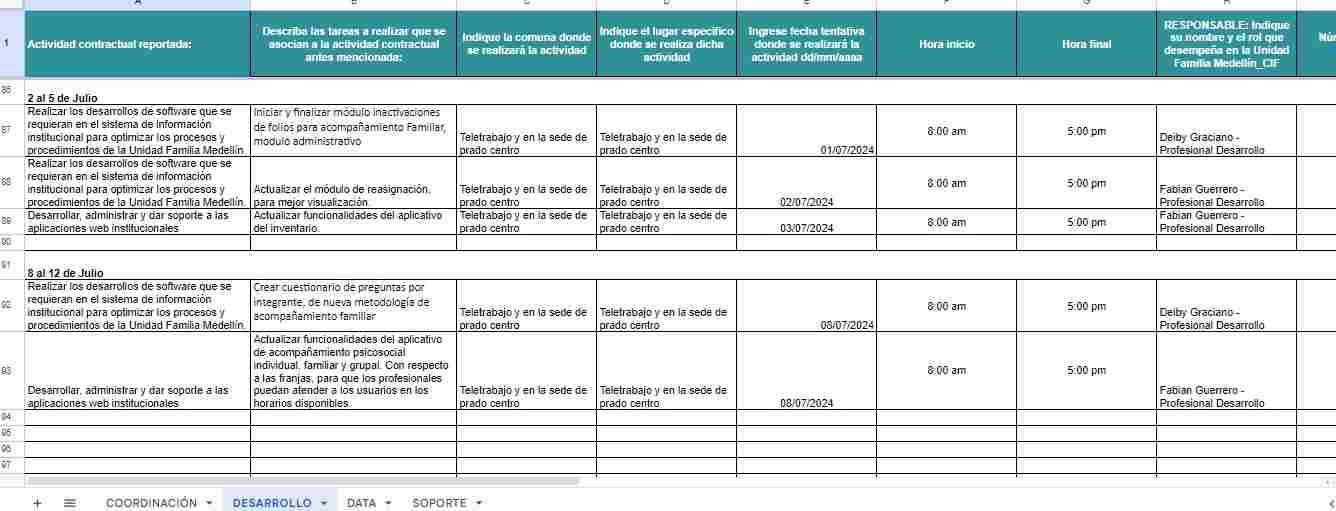 A B C D E F G H
1
Actividad contractual reportada:
Describa las tareas a realizar que se
asocian a la actividad contractual
antes mencionada:
Indique la comuna donde
se realizará la actividad
Indique el lugar especifico
donde se realiza dicha
actividad
Ingrese fecha tentativa
donde se realizará la
actividad dd/mm/aaaa
Hora inicio
Hora final
RESPONSABLE: Indique
su nombre y el rol que
desempeña en la Unidad
Familia Medellín_CIF
86
2 al 5 de Julio
87
Realizar los desarrollos de software que se
requieran en el sistema de información
institucional para optimizar los procesos y
procedimientos de la Unidad Familia Medellín.
Iniciar y finalizar módulo inactivaciones
de folios para acompañamiento Familiar,
modulo administrativo
Teletrabajo y en la sede de
prado centro
Teletrabajo y en la sede de
prado centro
01/07/2024
8:00 am
5:00 pm
Deiby Graciano -
Profesional Desarrollo
88
Realizar los desarrollos de software que se
requieran en el sistema de información
institucional para optimizar los procesos y
procedimientos de la Unidad Familia Medellín.
Actualizar el módulo de reasignación,
para mejor visualización.
Teletrabajo y en la sede de
prado centro
Teletrabajo y en la sede de
prado centro
02/07/2024
8:00 am
5:00 pm
Fabian Guerrero -
Profesional Desarrollo
89
Desarrollar, administrar y dar soporte a las
aplicaciones web institucionales
Actualizar funcionalidades del aplicativo
del inventario.
Teletrabajo y en la sede de
prado centro
Teletrabajo y en la sede de
prado centro
03/07/2024
8:00 am
5:00 pm
Fabian Guerrero -
Profesional Desarrollo
90
91
8 al 12 de Julio
92
Realizar los desarrollos de software que se
requieran en el sistema de información
institucional para optimizar los procesos y
procedimientos de la Unidad Familia Medellín.
Crear cuestionario de preguntas por
integrante, de nueva metodología de
acompañamiento familiar
Teletrabajo y en la sede de
prado centro
Teletrabajo y en la sede de
prado centro
08/07/2024
8:00 am
5:00 pm
Deiby Graciano -
Profesional Desarrollo
93
Desarrollar, administrar y dar soporte a las
aplicaciones web institucionales
Actualizar funcionalidades del aplicativo
de acompañamiento psicosocial
individual, familiar y grupal. Con respecto
a las franjas, para que los profesionales
puedan atender a los usuarios en los
horarios disponibles.
Teletrabajo y en la sede de
prado centro
Teletrabajo y en la sede de
prado centro
08/07/2024
8:00 am
5:00 pm
Fabian Guerrero -
Profesional Desarrollo
94
95
96
97
COORDINACIÓN DESARROLLO DATA SOPORTE